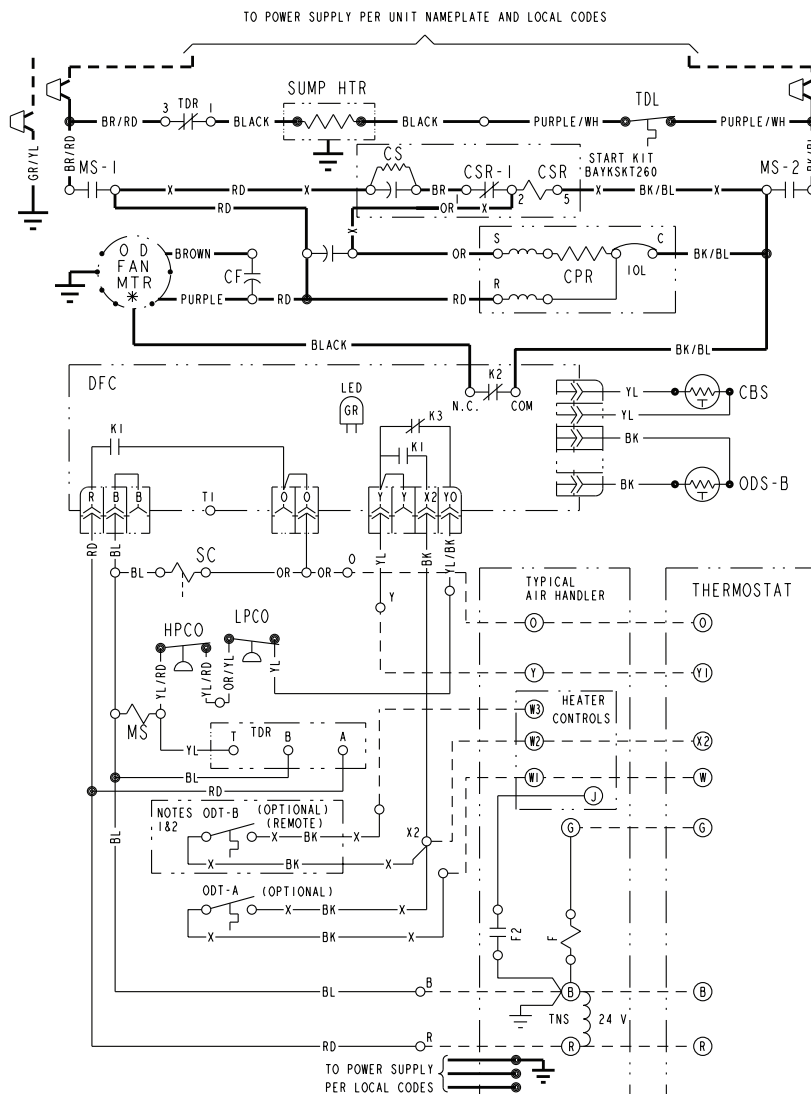 TO POWER SUPPLY PER UNIT NAMEPLATE AND LOCAL CODES
SUMP HTR
TDL
3 TDR 1
BR/RD
BLACK
BLACK
PURPLE/WH
PURPLE/WH
GR/YL
BR/RD
BK/BL
START KIT
BAYKSKT260
CS
CSR-1
CSR
MS-1
MS-2
X RD X
BR
2
5
X BK/BL X
RD
OR X
X
O D
FAN
MTR
*
BROWN
CF
PURPLE
RD
OR
S
C
CPR
IOL
BK/BL
RD
R
BLACK
BK/BL
DFC
LED
GR
K2
N.C.
COM
K1
K3
K1
YL
CBS
YL
BK
BK
ODS-B
R B B
T1
O O
Y Y X2 YO
RD
BL
YL
BK
YL/BK
SC
BL
OR
OR
O
Y
HPCO
LPCO
YL/RD
YL/RD
OR/YL
YL
MS
YL
T TDR B A
BL
RD
BL
TYPICAL
AIR HANDLER
THERMOSTAT
O
O
Y
Y1
HEATER
CONTROLS
W3
W2
X2
W1
W
J
G
G
NOTES
1&2
ODT-B
(OPTIONAL)
(REMOTE)
X BK X
X BK X
X2
ODT-A
(OPTIONAL)
X BK X
X BK X
F2
F
BL
B
B
B
TNS
24 V
RD
R
R
R
TO POWER SUPPLY
PER LOCAL CODES